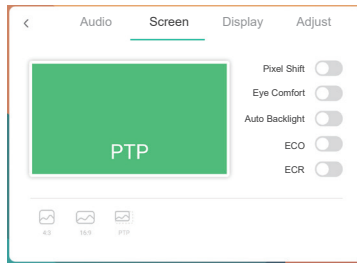 Audio Screen Display Adjust
Pixel Shift
Eye Comfort
Auto Backlight
PTP
ECO
ECR
4:3 16:9 PTP